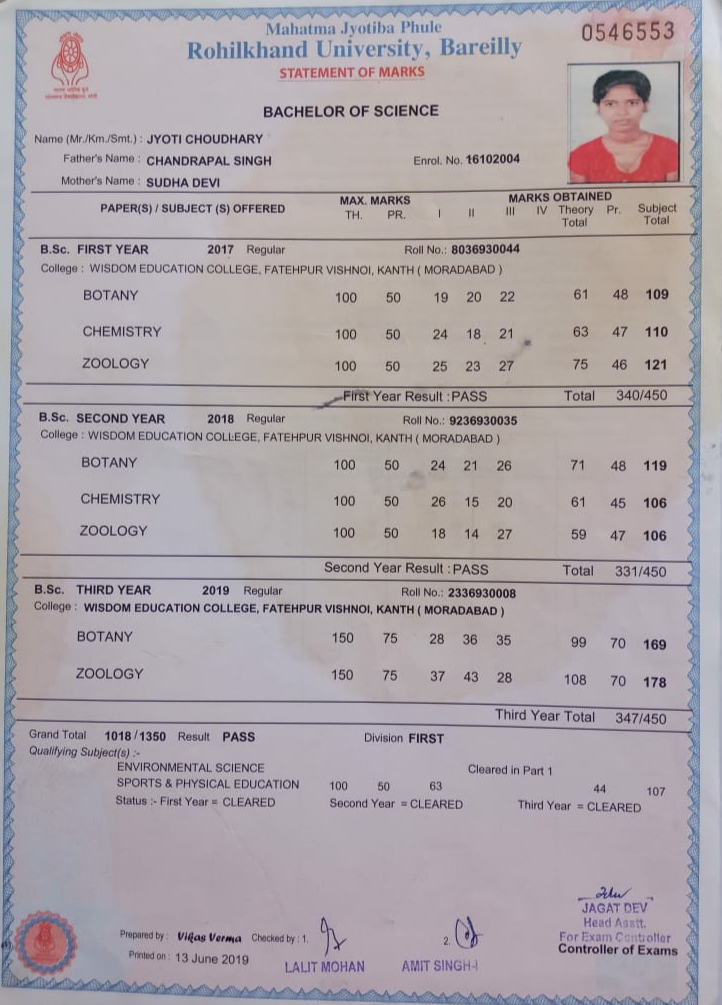 Mahatma Jyotiba Phule
0546553
Rohilkhand University, Bareilly
STATEMENT OF MARKS
BACHELOR OF SCIENCE
Name (Mr./Km./Smt.) : JYOTI CHOUDHARY
Father's Name : CHANDRAPAL SINGH Enrol. No. 16102004
Mother's Name : SUDHA DEVI
PAPER(S) / SUBJECT (S) OFFERED MAX. MARKS MARKS OBTAINED
TH. PR. I II III IV Theory Total Pr. Subject Total
B.Sc. FIRST YEAR 2017 Regular Roll No.: 8036930044
College : WISDOM EDUCATION COLLEGE, FATEHPUR VISHNOI, KANTH ( MORADABAD )
BOTANY 100 50 19 20 22 61 48 109
CHEMISTRY 100 50 24 18 21 63 47 110
ZOOLOGY 100 50 25 23 27 75 46 121
First Year Result : PASS Total 340/450
B.Sc. SECOND YEAR 2018 Regular Roll No.: 9236930035
College : WISDOM EDUCATION COLLEGE, FATEHPUR VISHNOI, KANTH ( MORADABAD )
BOTANY 100 50 24 21 26 71 48 119
CHEMISTRY 100 50 26 15 20 61 45 106
ZOOLOGY 100 50 18 14 27 59 47 106
Second Year Result : PASS Total 331/450
B.Sc. THIRD YEAR 2019 Regular Roll No.: 2336930008
College : WISDOM EDUCATION COLLEGE, FATEHPUR VISHNOI, KANTH ( MORADABAD )
BOTANY 150 75 28 36 35 99 70 169
ZOOLOGY 150 75 37 43 28 108 70 178
Third Year Total 347/450
Grand Total 1018/1350 Result PASS Division FIRST
Qualifying Subject(s) :-
ENVIRONMENTAL SCIENCE Cleared in Part 1
SPORTS & PHYSICAL EDUCATION 100 50 63 44 107
Status :- First Year = CLEARED Second Year = CLEARED Third Year = CLEARED
JAGAT DEV
Head Asstt.
For Exam Controller
Controller of Exams
Prepared by : Vikas Verma Checked by : 1. 2.
Printed on : 13 June 2019
LALIT MOHAN AMIT SINGH-I